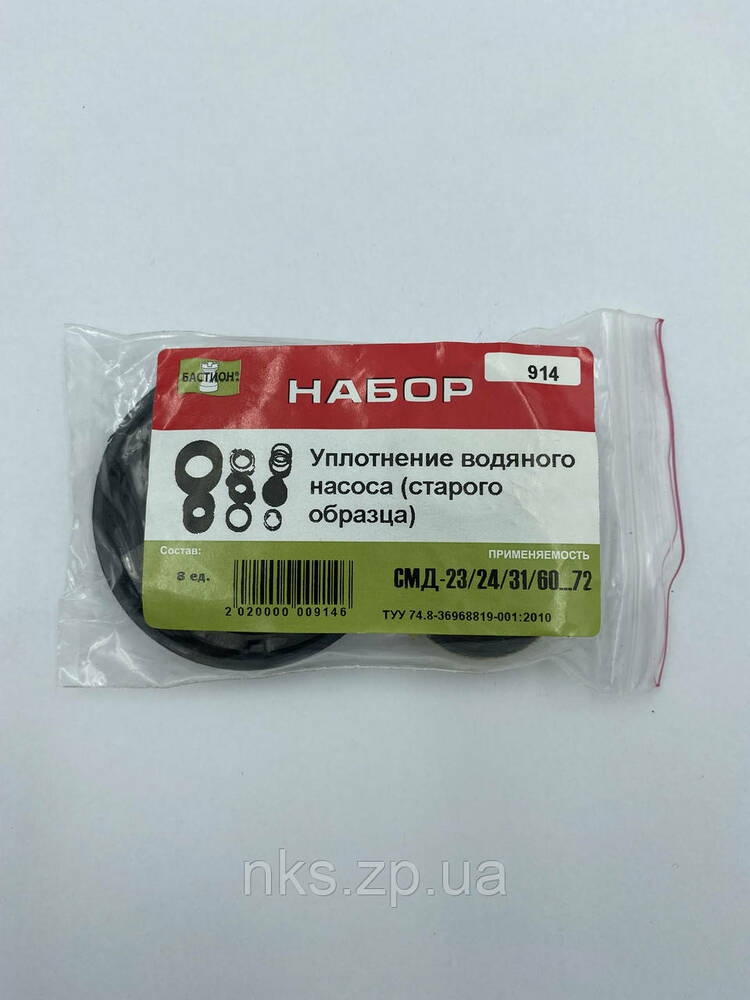 БАСТИОН®
НАБОР
914
Уплотнение водяного
насоса (старого
образца)
Состав:
8 ед.
ПРИМЕНЯЕМОСТЬ
СМД-23/24/31/60...72
2 020000 009146
ТУУ 74.8-36968819-001:2010
nks.zp.ua